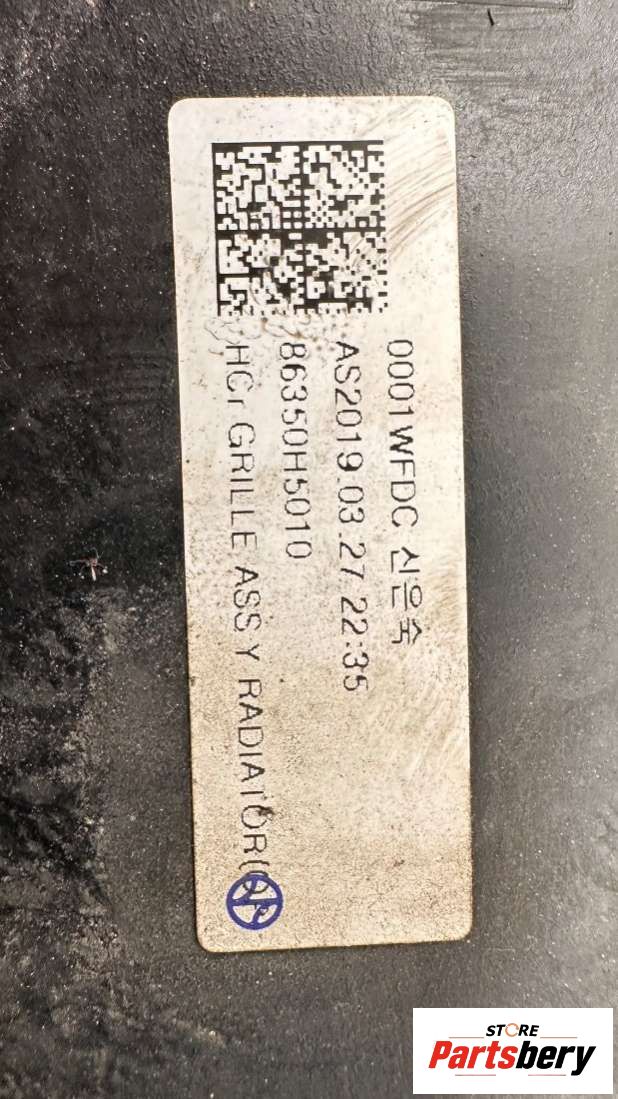 0001WFDC 신은숙
AS2019.03.27 22:35
86350H5010
HCr GRILLE ASS Y RADIATOR(
STORE
Partsbery